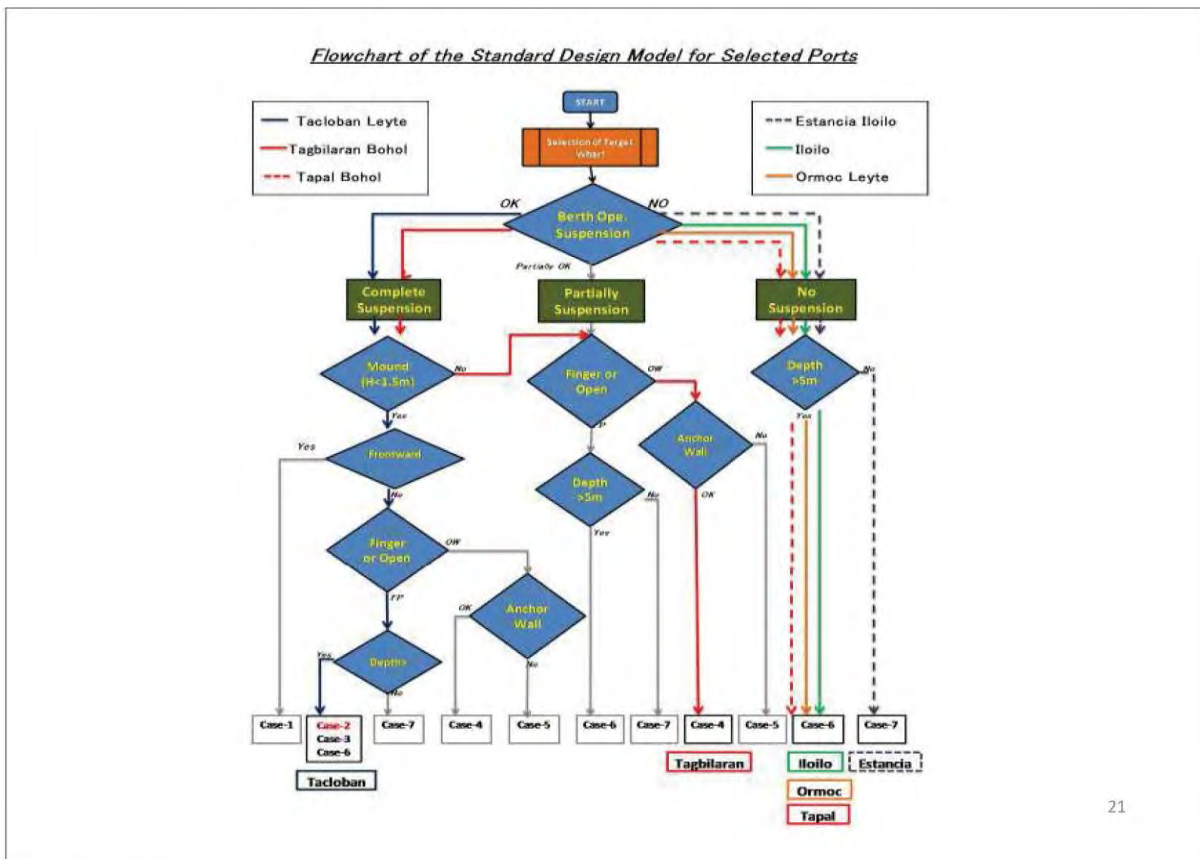 Flowchart of the Standard Design Model for Selected Ports
START
Selection of Target
Wharf
Tacloban Leyte
Tagbilaran Bohol
Tapal Bohol
Estancia Iloilo
Iloilo
Ormoc Leyte
OK
NO
Berth Ope.
Suspension
Partially OK
Complete
Suspension
Partially
Suspension
No
Suspension
Mound
(H<1.5m)
No
Finger or
Open
OW
Depth
>5m
No
Yes
Yes
Yes
Frontward
P
Anchor
Wall
No
OK
Depth
>5m
No
Yes
No
Finger
or Open
OW
FP
OK
Anchor
Wall
No
Yes
Depth>
No
Case-1
Case-2
Case-3
Case-6
Case-7
Case-4
Case-5
Case-6
Case-7
Case-4
Case-5
Case-6
Case-7
Tacloban
Tagbilaran
Iloilo
Estancia
Ormoc
Tapal
21